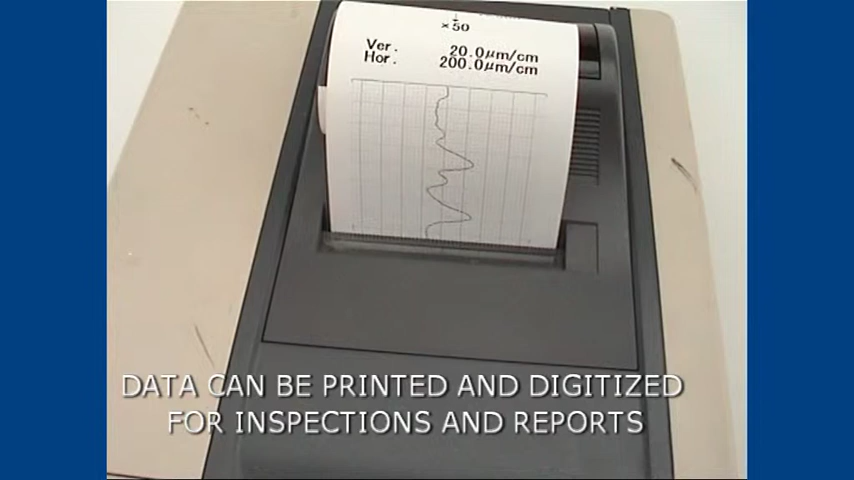 ×50
Ver. 20.0μm/cm
Hor. 200.0μm/cm
DATA CAN BE PRINTED AND DIGITIZED
FOR INSPECTIONS AND REPORTS